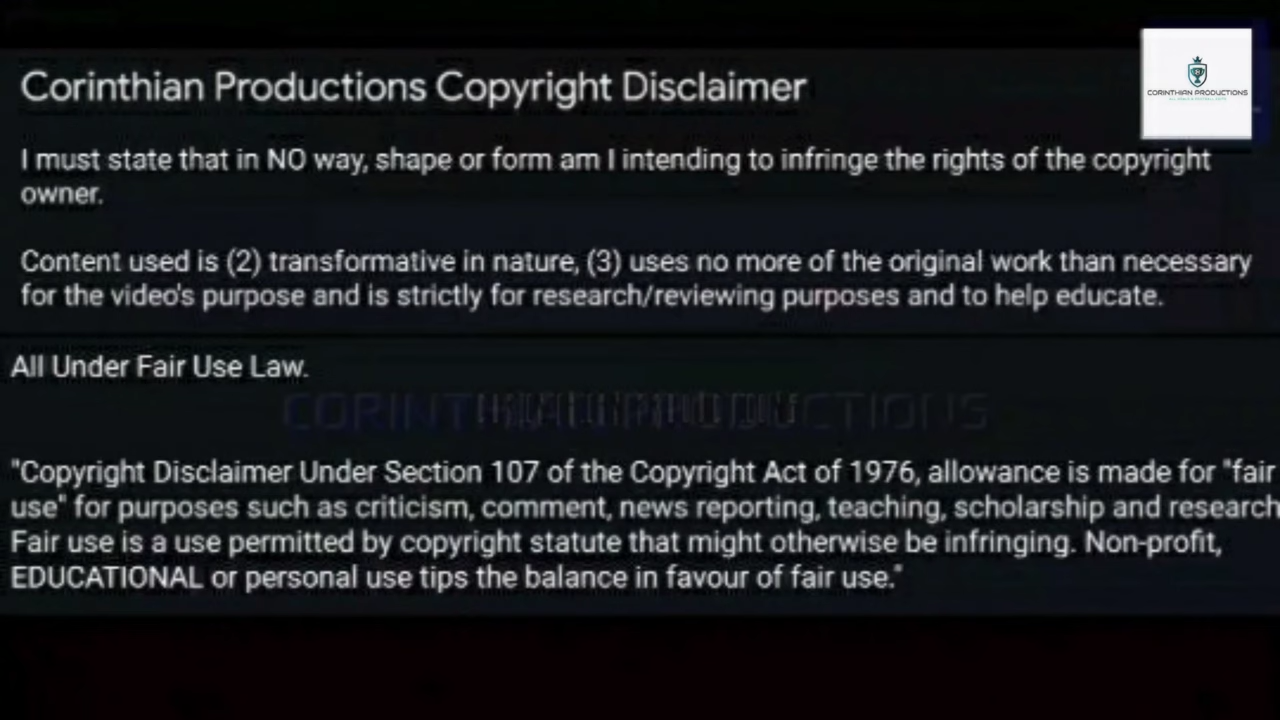 Corinthian Productions Copyright Disclaimer
CORINTHIAN PRODUCTIONS
I must state that in NO way, shape or form am I intending to infringe the rights of the copyright
owner.
Content used is (2) transformative in nature, (3) uses no more of the original work than necessary
for the video's purpose and is strictly for research/reviewing purposes and to help educate.
All Under Fair Use Law.
CORINTHIAN PRODUCTIONS
"Copyright Disclaimer Under Section 107 of the Copyright Act of 1976, allowance is made for "fair
use" for purposes such as criticism, comment, news reporting, teaching, scholarship and research
Fair use is a use permitted by copyright statute that might otherwise be infringing. Non-profit,
EDUCATIONAL or personal use tips the balance in favour of fair use."